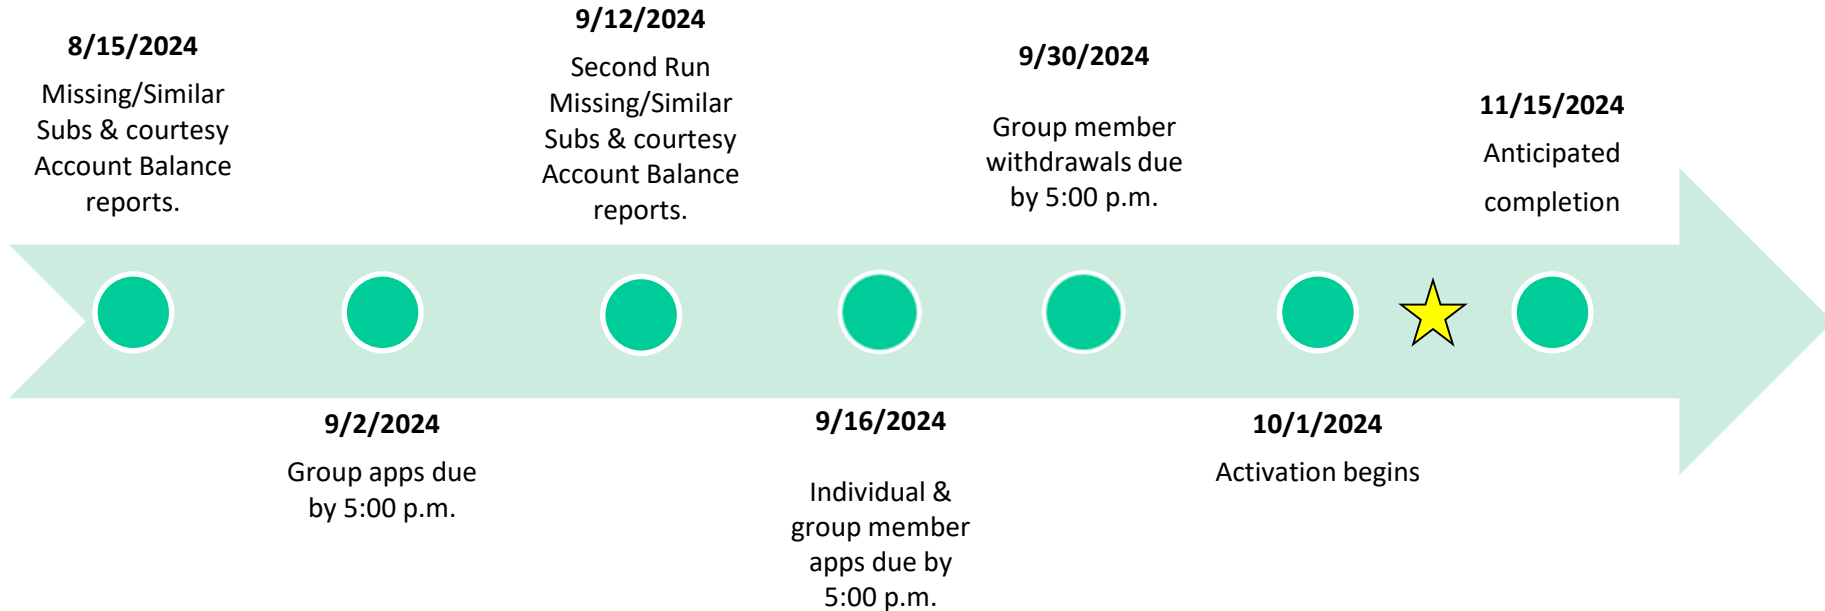 8/15/2024
Missing/Similar
Subs & courtesy
Account Balance
reports.
9/2/2024
Group apps due
by 5:00 p.m.
9/12/2024
Second Run
Missing/Similar
Subs & courtesy
Account Balance
reports.
9/16/2024
Individual &
group member
apps due by
5:00 p.m.
9/30/2024
Group member
withdrawals due
by 5:00 p.m.
10/1/2024
Activation begins
11/15/2024
Anticipated
completion